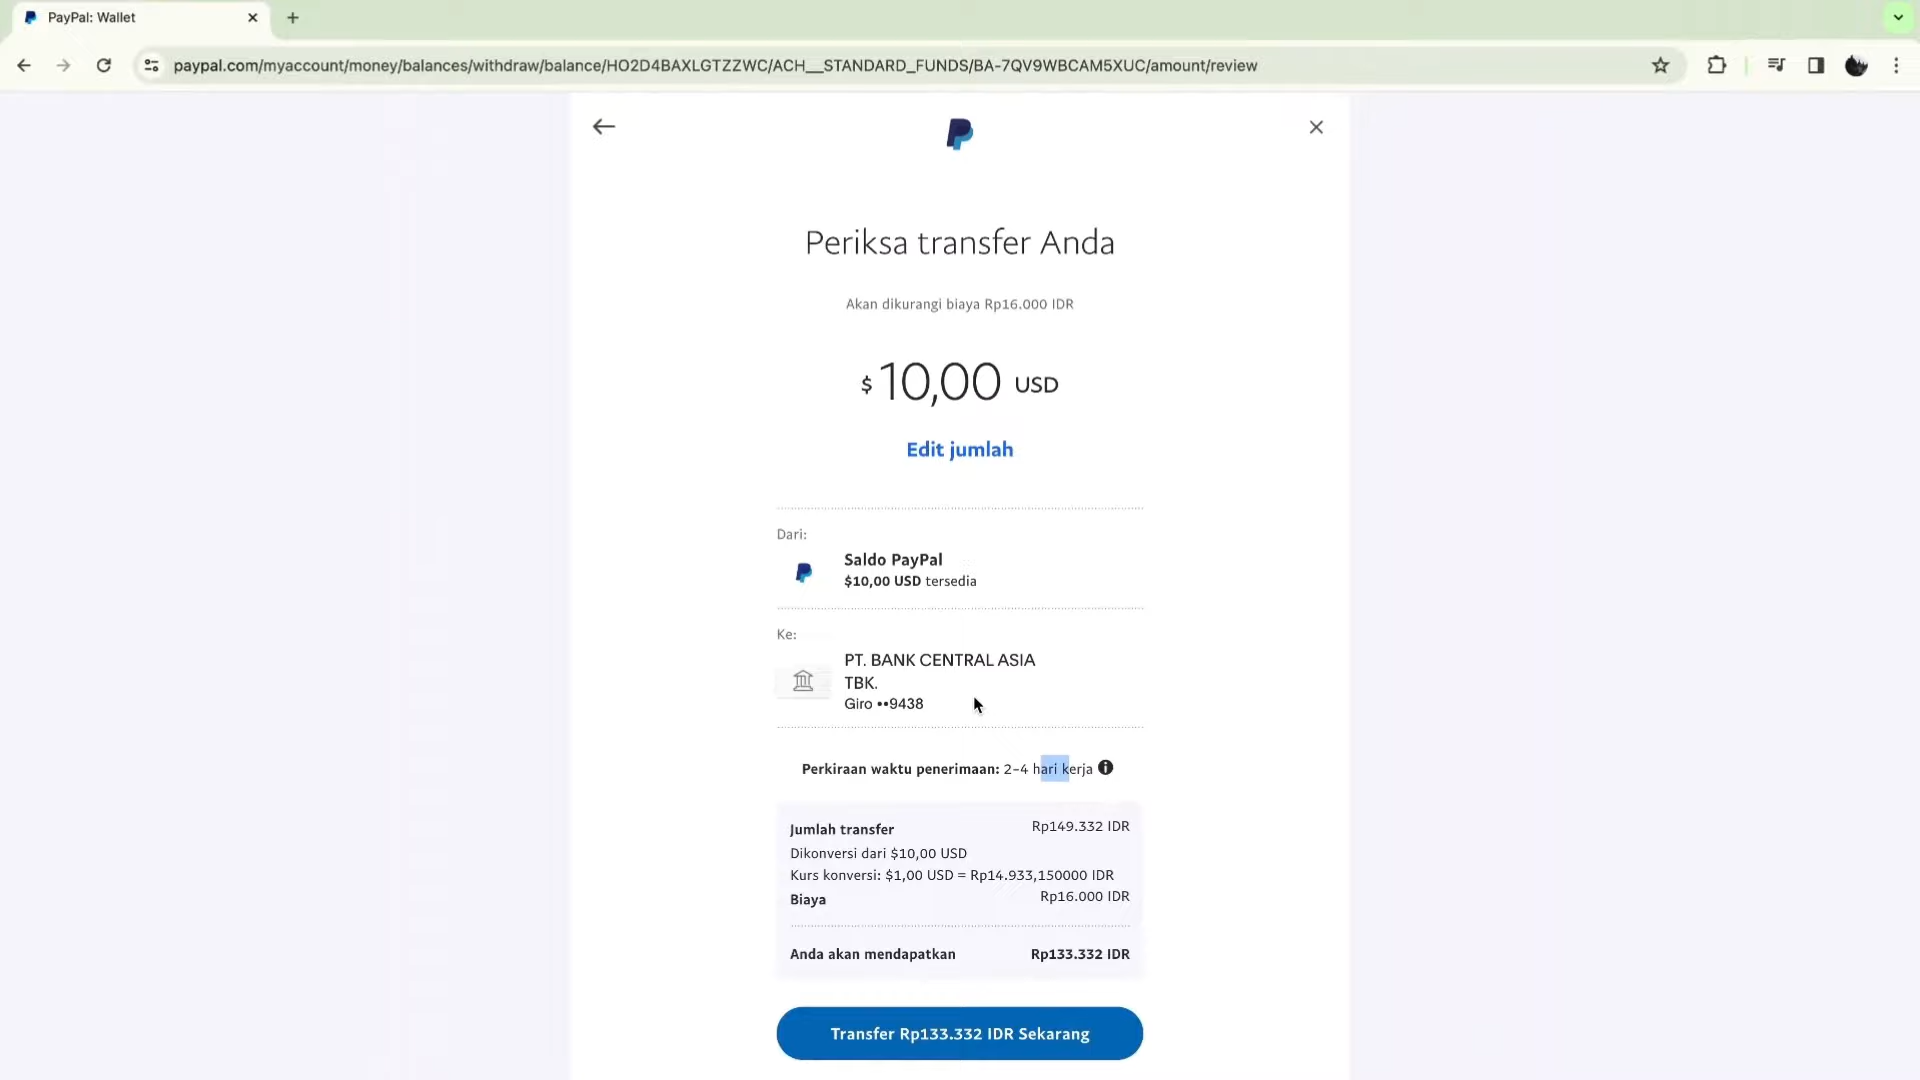 PayPal: Wallet
paypal.com/myaccount/money/balances/withdraw/balance/HO2D4BAXLGTZZWC/ACH__STANDARD_FUNDS/BA-7QV9WBCAM5XUC/amount/review
Periksa transfer Anda
Akan dikurangi biaya Rp16.000 IDR
$10,00 USD
Edit jumlah
Dari:
Saldo PayPal
$10,00 USD tersedia
Ke:
PT. BANK CENTRAL ASIA
TBK.
Giro ••9438
Perkiraan waktu penerimaan: 2–4 hari kerja
Jumlah transfer Rp149.332 IDR
Dikonversi dari $10,00 USD
Kurs konversi: $1,00 USD = Rp14.933,150000 IDR
Biaya Rp16.000 IDR
Anda akan mendapatkan Rp133.332 IDR
Transfer Rp133.332 IDR Sekarang